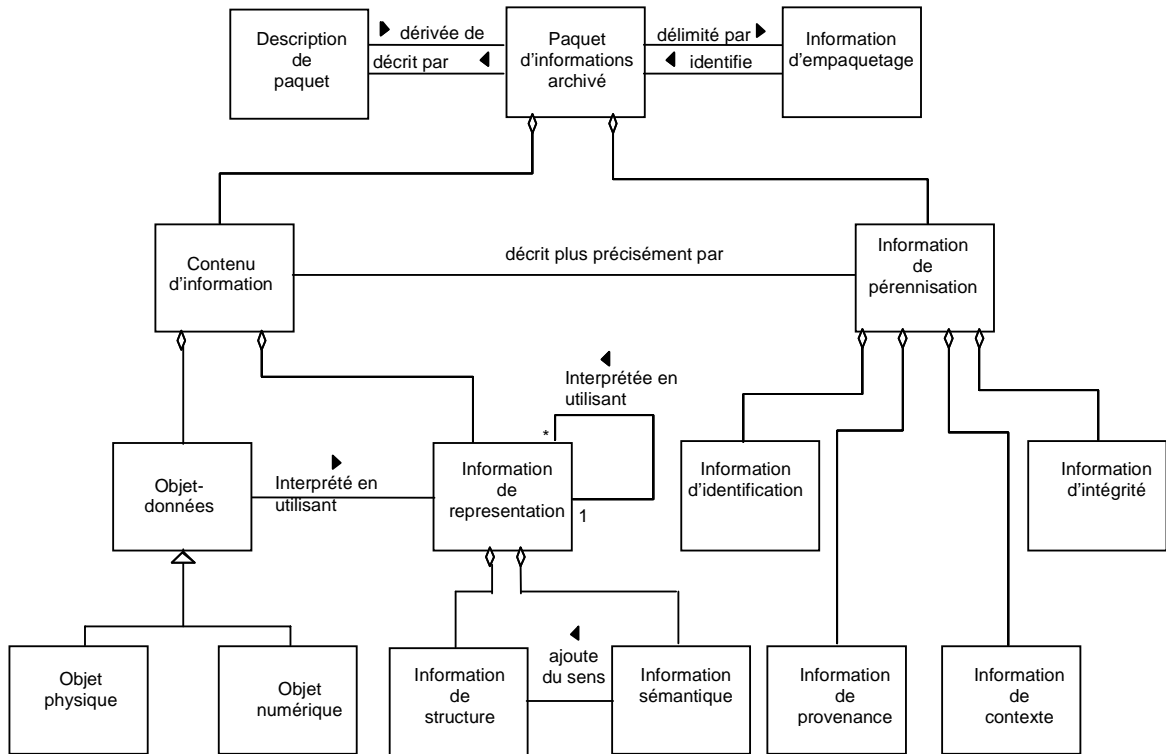 Description
de
paquet
dérivée de
décrit par
Paquet
d'informations
archivé
délimité par
identifie
Information
d'empaquetage
Contenu
d'information
décrit plus précisément par
Information
de
pérennisation
Interprétée en
utilisant
*
1
Objet-
données
Interprété en
utilisant
Information
de
representation
Information
d'identification
Information
d'intégrité
Objet
physique
Objet
numérique
Information
de
structure
ajoute
du sens
Information
sémantique
Information
de
provenance
Information
de
contexte